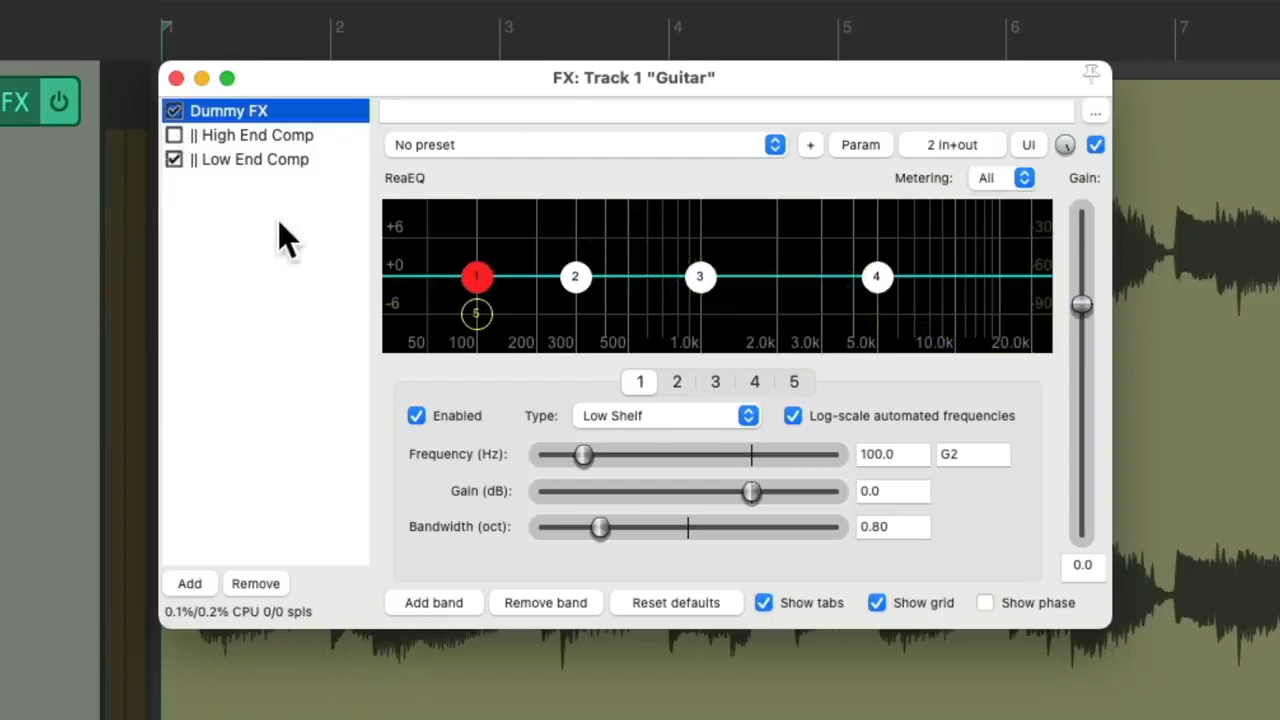 1 2 3 4 5 6 7
FX: Track 1 "Guitar"
FX
Dummy FX
...
|| High End Comp
No preset + Param 2 in+out UI
|| Low End Comp
ReaEQ Metering: All Gain:
+6 -30
+0 1 2 3 4 -60
-6 5 -90
50 100 200 300 500 1.0k 2.0k 3.0k 5.0k 10.0k 20.0k
1 2 3 4 5
Enabled Type: Low Shelf Log-scale automated frequencies
Frequency (Hz): 100.0 G2
Gain (dB): 0.0
Bandwidth (oct): 0.80
0.0
Add Remove
Add band Remove band Reset defaults Show tabs Show grid Show phase
0.1%/0.2% CPU 0/0 spls